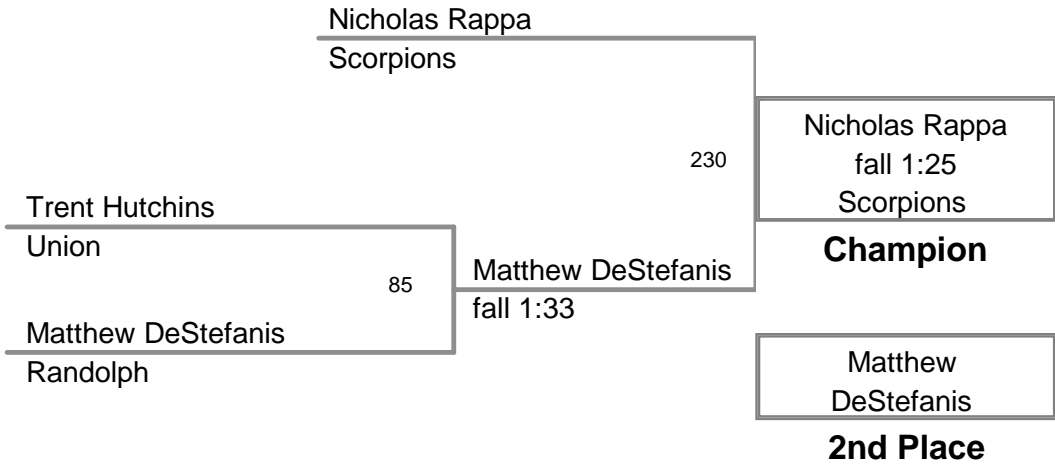 Nicholas Rappa
Scorpions
230
Nicholas Rappa
fall 1:25
Scorpions
Champion
Trent Hutchins
Union
85
Matthew DeStefanis
fall 1:33
Matthew DeStefanis
Randolph
Matthew
DeStefanis
2nd Place